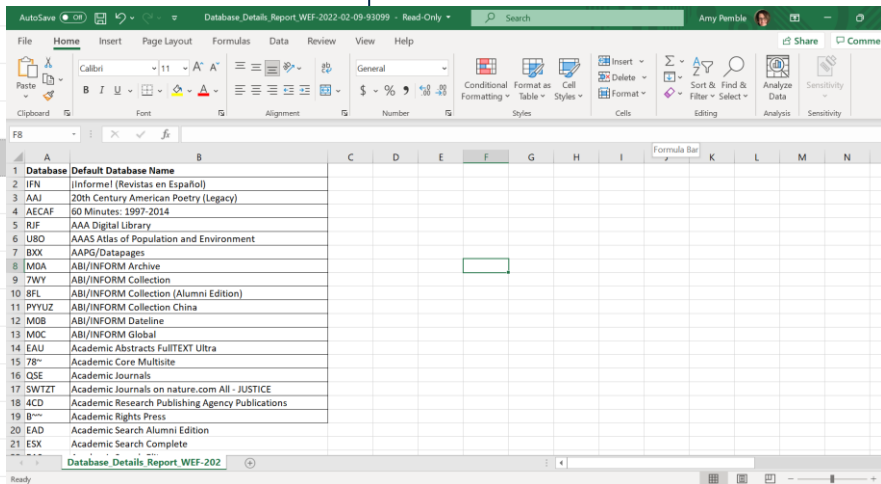 AutoSave Off Database_Details_Report_WEF-2022-02-09-93099 - Read-Only Search Amy Pemble
File Home Insert Page Layout Formulas Data Review View Help Share Comme
Calibri 11 A A General Insert
Paste B I U $ % Conditional Formatting Format as Table Cell Styles Delete Format Sort & Filter Find & Select Analyze Data Sensitivity
Clipboard Font Alignment Number Styles Cells Editing Analysis Sensitivity
F8 fx
Formula Bar
A B C D E F G H I K L M N
1 Database Default Database Name
2 IFN ¡Informe! (Revistas en Español)
3 AAJ 20th Century American Poetry (Legacy)
4 AECAF 60 Minutes: 1997-2014
5 RJF AAA Digital Library
6 U8O AAAS Atlas of Population and Environment
7 BXX AAPG/Datapages
8 M0A ABI/INFORM Archive
9 7WY ABI/INFORM Collection
10 8FL ABI/INFORM Collection (Alumni Edition)
11 PYYUZ ABI/INFORM Collection China
12 M0B ABI/INFORM Dateline
13 M0C ABI/INFORM Global
14 EAU Academic Abstracts FullTEXT Ultra
15 78~ Academic Core Multisite
16 QSE Academic Journals
17 SWTZT Academic Journals on nature.com All - JUSTICE
18 4CD Academic Research Publishing Agency Publications
19 B~~ Academic Rights Press
20 EAD Academic Search Alumni Edition
21 ESX Academic Search Complete
Database_Details_Report_WEF-202
Ready